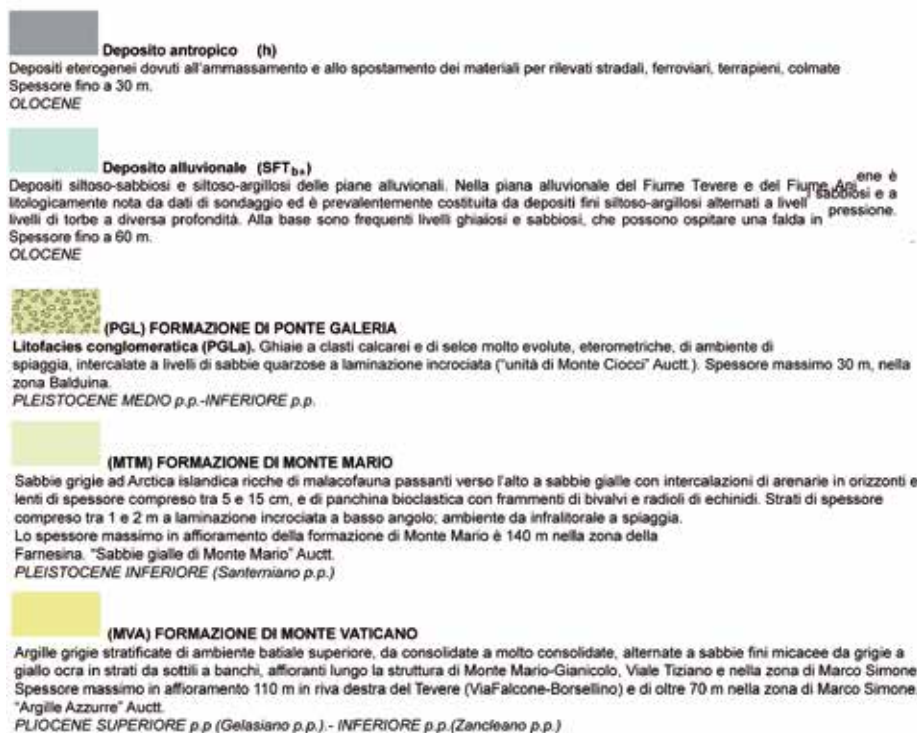 Deposito antropico (h)
Depositi eterogenei dovuti all'ammassamento e allo spostamento dei materiali per rilevati stradali, ferroviari, terrapieni, colmate
Spessore fino a 30 m.
OLOCENE
Deposito alluvionale (SFTba)
Depositi siltoso-sabbiosi e siltoso-argillosi delle piane alluvionali. Nella piana alluvionale del Fiume Tevere e del Fiume Aniene è
litologicamente nota da dati di sondaggio ed è prevalentemente costituita da depositi fini siltoso-argillosi alternati a livell sabbiosi e a
livelli di torbe a diversa profondità. Alla base sono frequenti livelli ghiaiosi e sabbiosi, che possono ospitare una falda in pressione.
Spessore fino a 60 m.
OLOCENE
(PGL) FORMAZIONE DI PONTE GALERIA
Litofacies conglomeratica (PGLa). Ghiaie a clasti calcarei e di selce molto evolute, eterometriche, di ambiente di
spiaggia, intercalate a livelli di sabbie quarzose a laminazione incrociata ("unità di Monte Ciocci" Auctt.). Spessore massimo 30 m, nella
zona Balduina.
PLEISTOCENE MEDIO p.p.-INFERIORE p.p.
(MTM) FORMAZIONE DI MONTE MARIO
Sabbie grigie ad Arctica islandica ricche di malacofauna passanti verso l'alto a sabbie gialle con intercalazioni di arenarie in orizzonti e
lenti di spessore compreso tra 5 e 15 cm, e di panchina bioclastica con frammenti di bivalvi e radioli di echinidi. Strati di spessore
compreso tra 1 e 2 m a laminazione incrociata a basso angolo; ambiente da infralitorale a spiaggia.
Lo spessore massimo in affioramento della formazione di Monte Mario è 140 m nella zona della
Farnesina. "Sabbie gialle di Monte Mario" Auctt.
PLEISTOCENE INFERIORE (Santerniano p.p.)
(MVA) FORMAZIONE DI MONTE VATICANO
Argille grigie stratificate di ambiente batiale superiore, da consolidate a molto consolidate, alternate a sabbie fini micacee da grigie a
giallo ocra in strati da sottili a banchi, affioranti lungo la struttura di Monte Mario-Gianicolo, Viale Tiziano e nella zona di Marco Simone
Spessore massimo in affioramento 110 m in riva destra del Tevere (ViaFalcone-Borsellino) e di oltre 70 m nella zona di Marco Simone.
"Argille Azzurre" Auctt.
PLIOCENE SUPERIORE p.p (Gelasiano p.p.).- INFERIORE p.p.(Zancleano p.p.)